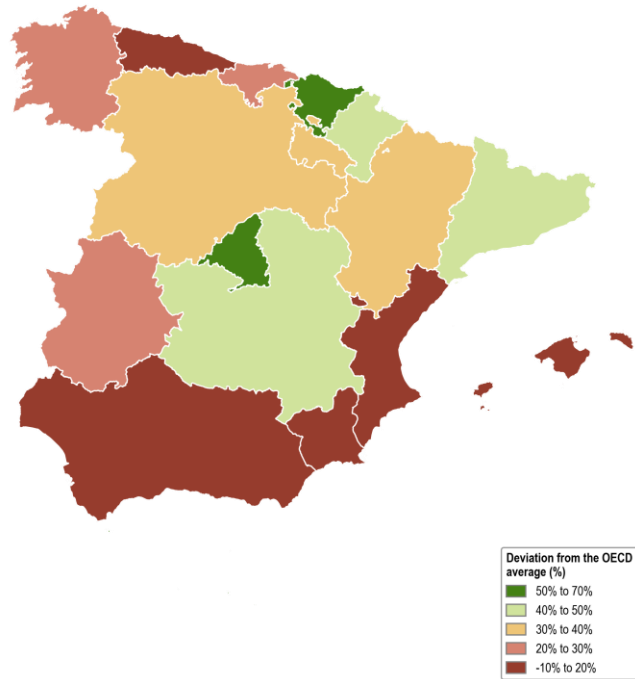 Deviation from the OECD
average (%)
50% to 70%
40% to 50%
30% to 40%
20% to 30%
-10% to 20%